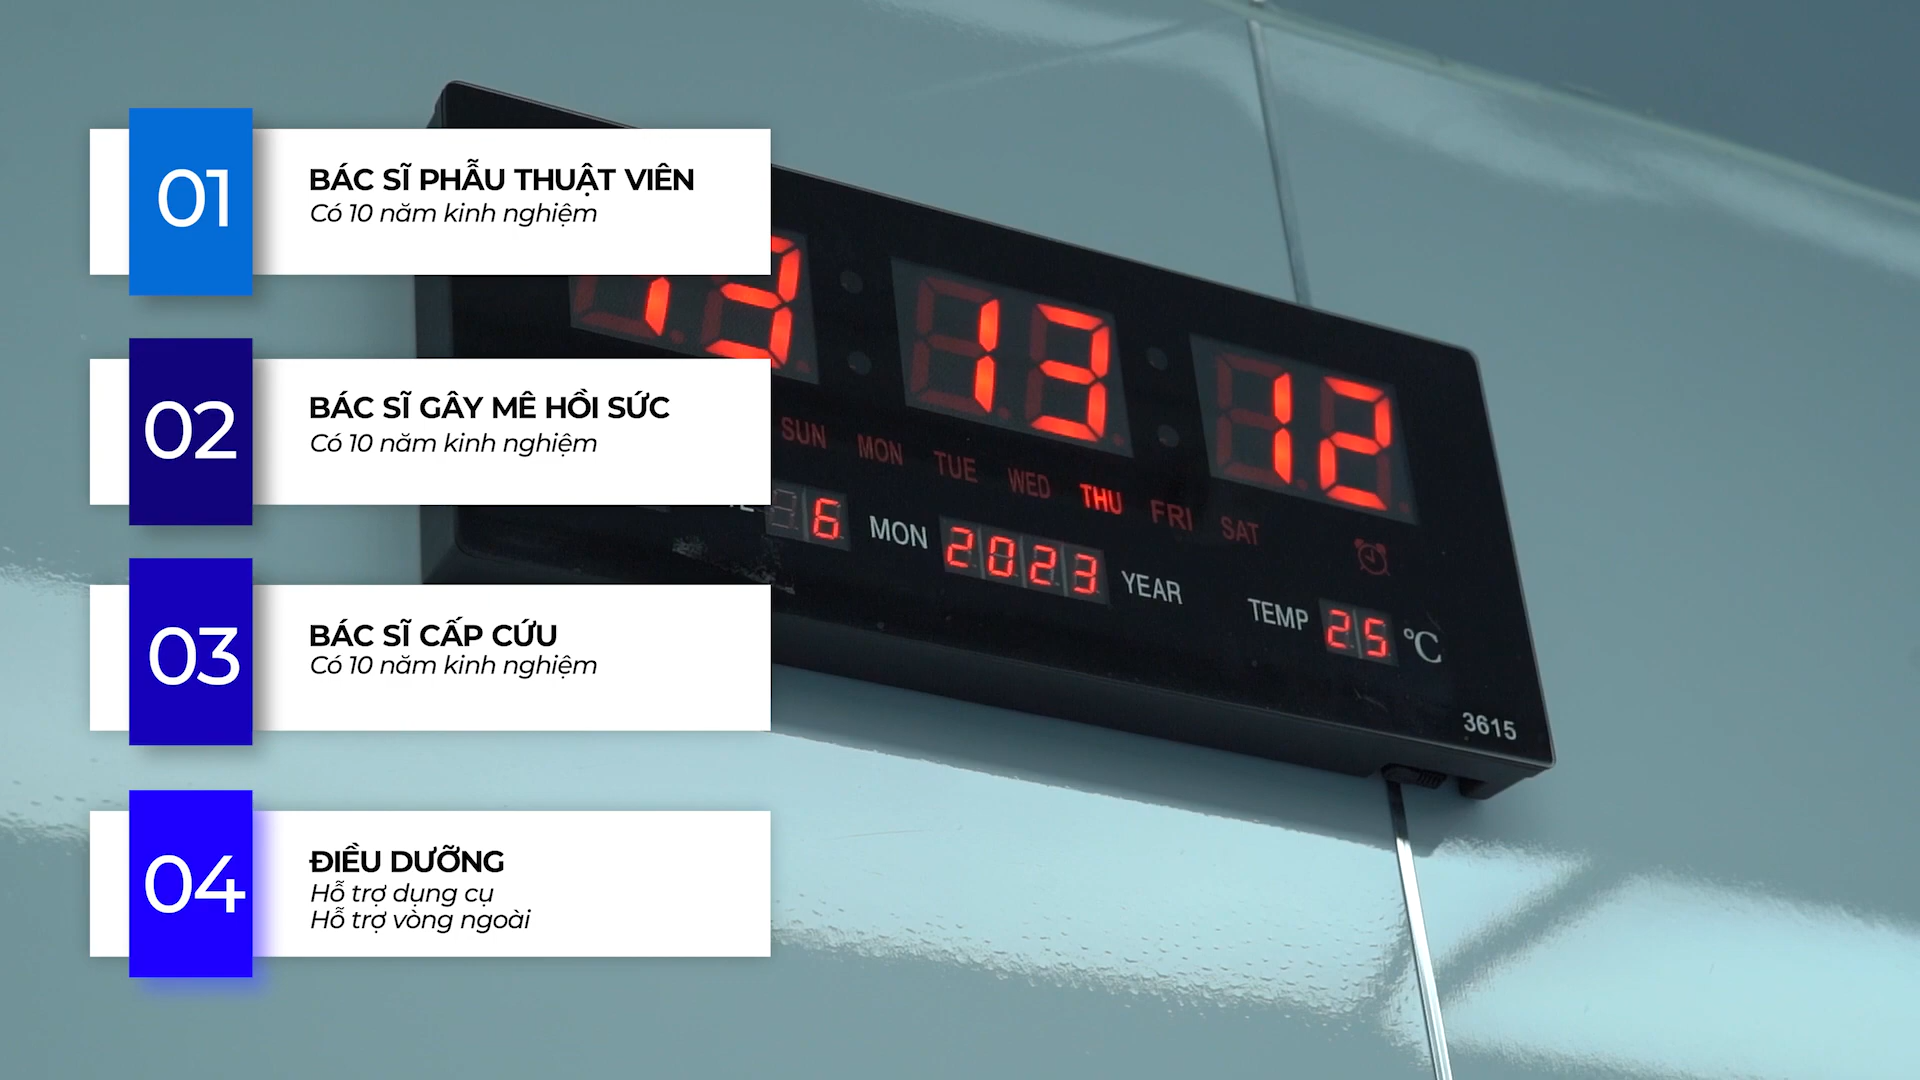 01
BÁC SĨ PHẪU THUẬT VIÊN
Có 10 năm kinh nghiệm
02
BÁC SĨ GÂY MÊ HỒI SỨC
Có 10 năm kinh nghiệm
03
BÁC SĨ CẤP CỨU
Có 10 năm kinh nghiệm
04
ĐIỀU DƯỠNG
Hỗ trợ dụng cụ
Hỗ trợ vòng ngoài
13 12
SUN MON TUE WED THU FRI SAT
6 MON 2023 YEAR
TEMP 25 °C
3615